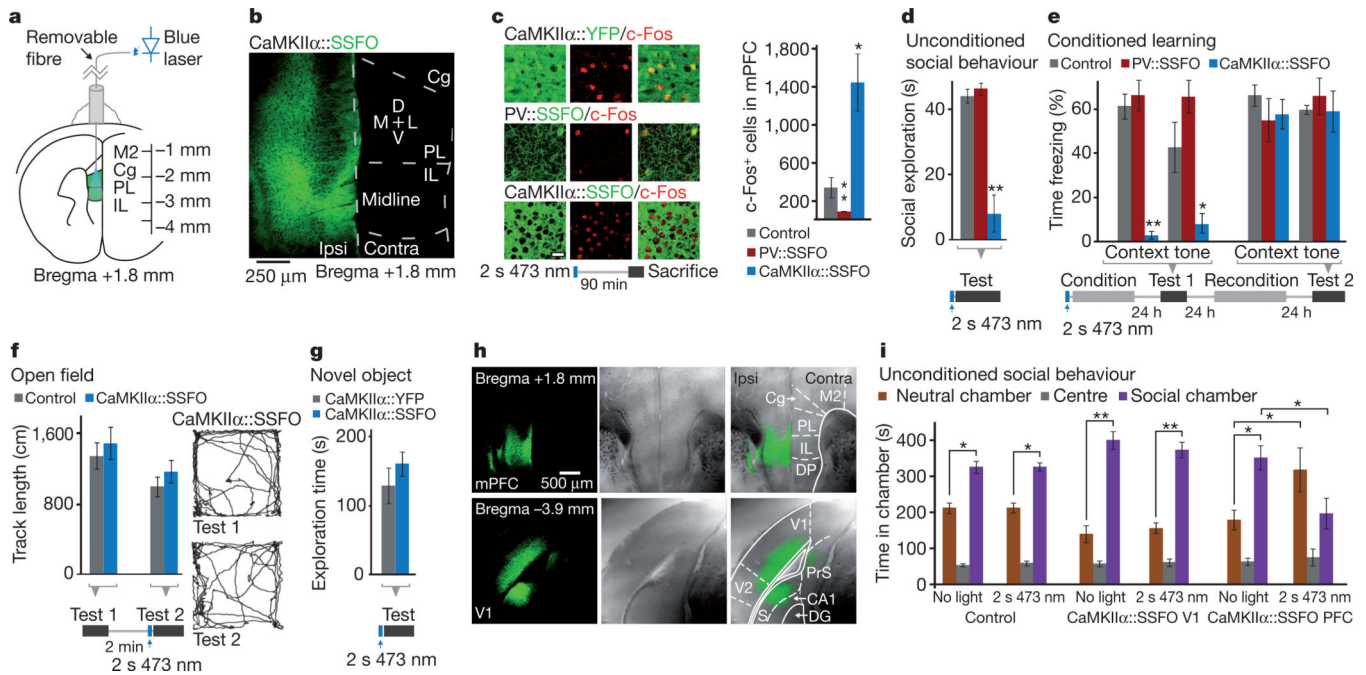 a
Removable
fibre
Blue
laser
M2
Cg
PL
IL
–1 mm
–2 mm
–3 mm
–4 mm
Bregma +1.8 mm
b
CaMKIIα::SSFO
Cg
D
M + L
V
PL
IL
Midline
Ipsi
Contra
250 μm
Bregma +1.8 mm
c
CaMKIIα::YFP/c-Fos
PV::SSFO/c-Fos
CaMKIIα::SSFO/c-Fos
2 s 473 nm
Sacrifice
90 min
c-Fos⁺ cells in mPFC
1,800
1,400
1,000
600
200
*
*
*
Control
PV::SSFO
CaMKIIα::SSFO
d
Unconditioned
social behaviour
Social exploration (s)
40
20
0
**
Test
2 s 473 nm
e
Conditioned learning
Control
PV::SSFO
CaMKIIα::SSFO
Time freezing (%)
60
40
20
0
**
*
Context tone
Context tone
Condition
Test 1
Recondition
Test 2
24 h
24 h
24 h
2 s 473 nm
f
Open field
Control
CaMKIIα::SSFO
Track length (cm)
1,600
800
0
Test 1
Test 2
2 min
2 s 473 nm
CaMKIIα::SSFO
Test 1
Test 2
g
Novel object
CaMKIIα::YFP
CaMKIIα::SSFO
Exploration time (s)
200
100
0
Test
2 s 473 nm
h
Bregma +1.8 mm
mPFC
500 μm
Ipsi
Contra
Cg
M2
PL
IL
DP
Bregma –3.9 mm
V1
V1
V2
PrS
CA1
S
DG
i
Unconditioned social behaviour
Neutral chamber
Centre
Social chamber
Time in chamber (s)
400
300
200
100
0
*
*
**
**
*
*
*
No light
2 s 473 nm
No light
2 s 473 nm
No light
2 s 473 nm
Control
CaMKIIα::SSFO V1
CaMKIIα::SSFO PFC